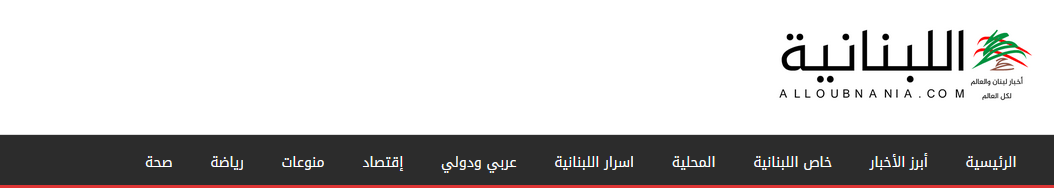 اللبنانية
ALLOUBNANIA.COM
أخبار لبنان والعالم
لكل العالم
الرئيسية أبرز الأخبار خاص اللبنانية المحلية اسرار اللبنانية عربي ودولي إقتصاد منوعات رياضة صحة